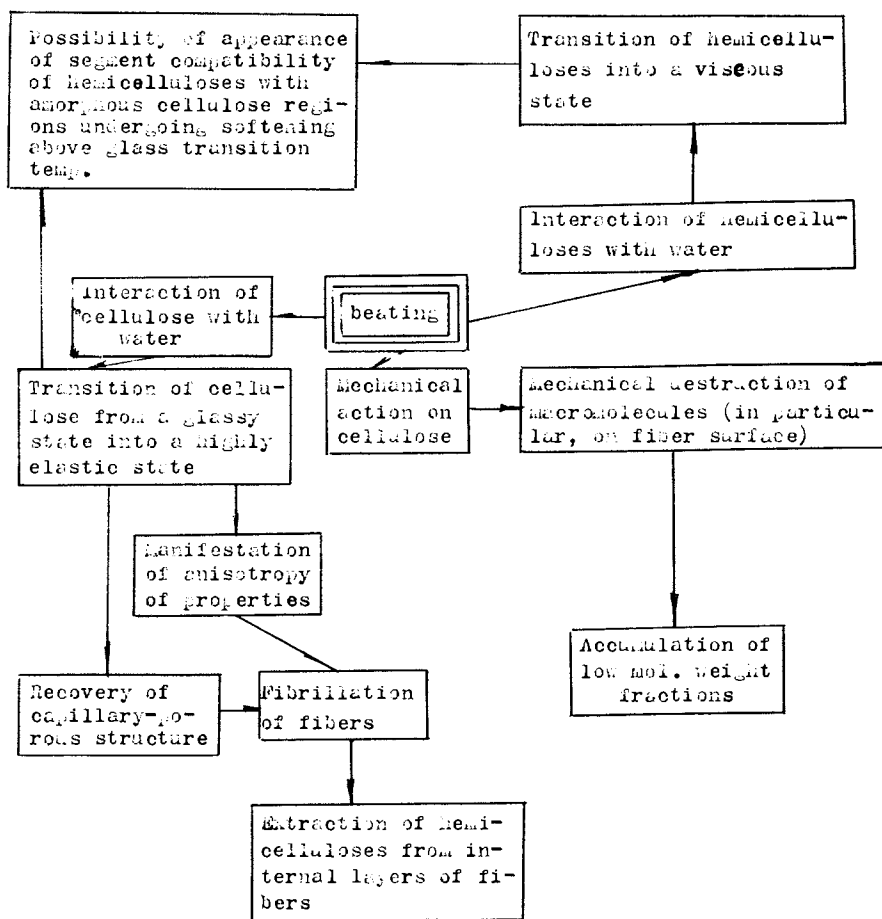 Possibility of appearance
of segment compatibility
of hemicelluloses with
amorphous cellulose regi-
ons undergoing softening
above glass transition
temp.
Transition of hemicellu-
loses into a viscous
state
Interaction of hemicellu-
loses with water
Interaction of
cellulose with
water
beating
Transition of cellu-
lose from a glassy
state into a highly
elastic state
Mechanical
action on
cellulose
Mechanical destruction of
macromolecules (in particu-
lar, on fiber surface)
Manifestation
of anisotropy
of properties
Accumulation of
low mol. weight
fractions
Recovery of
capillary-po-
rous structure
Fibrillation
of fibers
Extraction of hemi-
celluloses from in-
ternal layers of fi-
bers